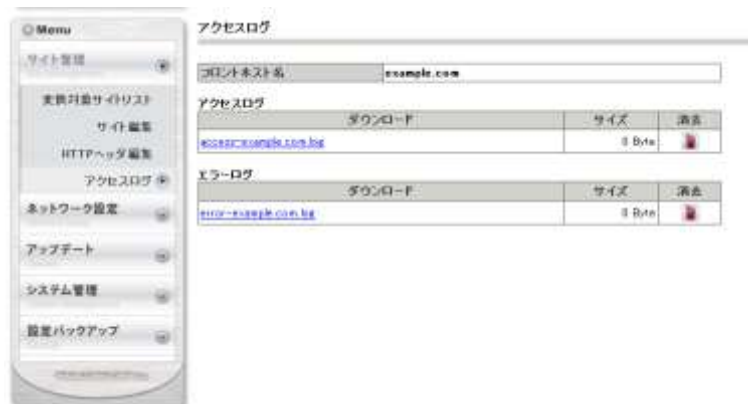 Menu
サイト管理
変換対象サイトリスト
サイト編集
HTTPヘッダ編集
アクセスログ
ネットワーク設定
アップデート
システム管理
設定バックアップ
アクセスログ
フロントホスト名 example.com
アクセスログ
ダウンロード サイズ 消去
access-example.com.log 0 Byte
エラーログ
ダウンロード サイズ 消去
error-example.com.log 0 Byte